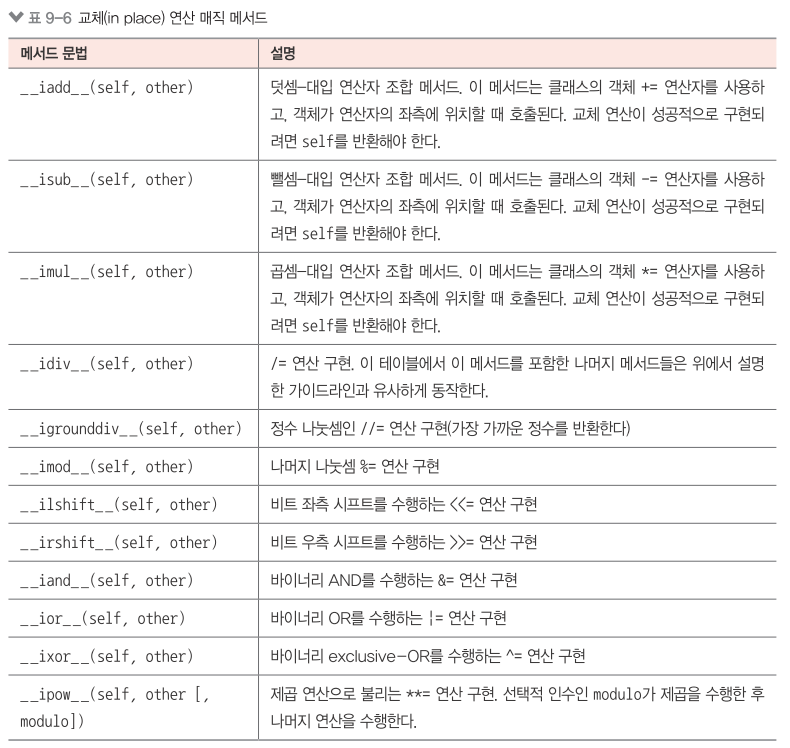 표 9-6 교체(in place) 연산 매직 메서드
메서드 문법
설명
__iadd__(self, other)
덧셈-대입 연산자 조합 메서드. 이 메서드는 클래스의 객체 += 연산자를 사용하
고, 객체가 연산자의 좌측에 위치할 때 호출된다. 교체 연산이 성공적으로 구현되
려면 self를 반환해야 한다.
__isub__(self, other)
뺄셈-대입 연산자 조합 메서드. 이 메서드는 클래스의 객체 -= 연산자를 사용하
고, 객체가 연산자의 좌측에 위치할 때 호출된다. 교체 연산이 성공적으로 구현되
려면 self를 반환해야 한다.
__imul__(self, other)
곱셈-대입 연산자 조합 메서드. 이 메서드는 클래스의 객체 *= 연산자를 사용하
고, 객체가 연산자의 좌측에 위치할 때 호출된다. 교체 연산이 성공적으로 구현되
려면 self를 반환해야 한다.
__idiv__(self, other)
/= 연산 구현. 이 테이블에서 이 메서드를 포함한 나머지 메서드들은 위에서 설명
한 가이드라인과 유사하게 동작한다.
__igrounddiv__(self, other)
정수 나눗셈인 //= 연산 구현(가장 가까운 정수를 반환한다)
__imod__(self, other)
나머지 나눗셈 %= 연산 구현
__ilshift__(self, other)
비트 좌측 시프트를 수행하는 <<= 연산 구현
__irshift__(self, other)
비트 우측 시프트를 수행하는 >>= 연산 구현
__iand__(self, other)
바이너리 AND를 수행하는 &= 연산 구현
__ior__(self, other)
바이너리 OR를 수행하는 |= 연산 구현
__ixor__(self, other)
바이너리 exclusive-OR를 수행하는 ^= 연산 구현
__ipow__(self, other [,
modulo])
제곱 연산으로 불리는 **= 연산 구현. 선택적 인수인 modulo가 제곱을 수행한 후
나머지 연산을 수행한다.